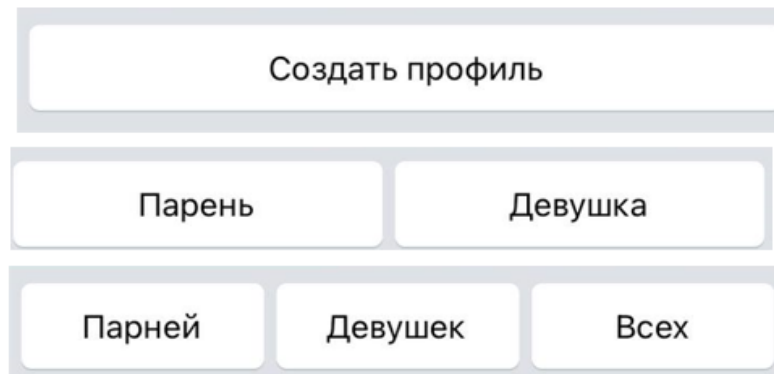 Создать профиль
Парень Девушка
Парней Девушек Всех